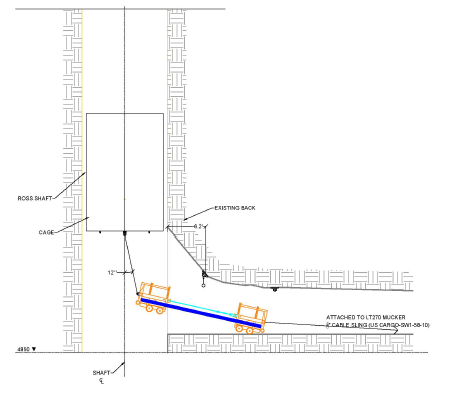 ROSS SHAFT
EXISTING BACK
6.2'
CAGE
12"
ATTACHED TO LT270 MUCKER
CABLE SLING (US CARGO-SW1-58-10)
4850 ▼
SHAFT
℄